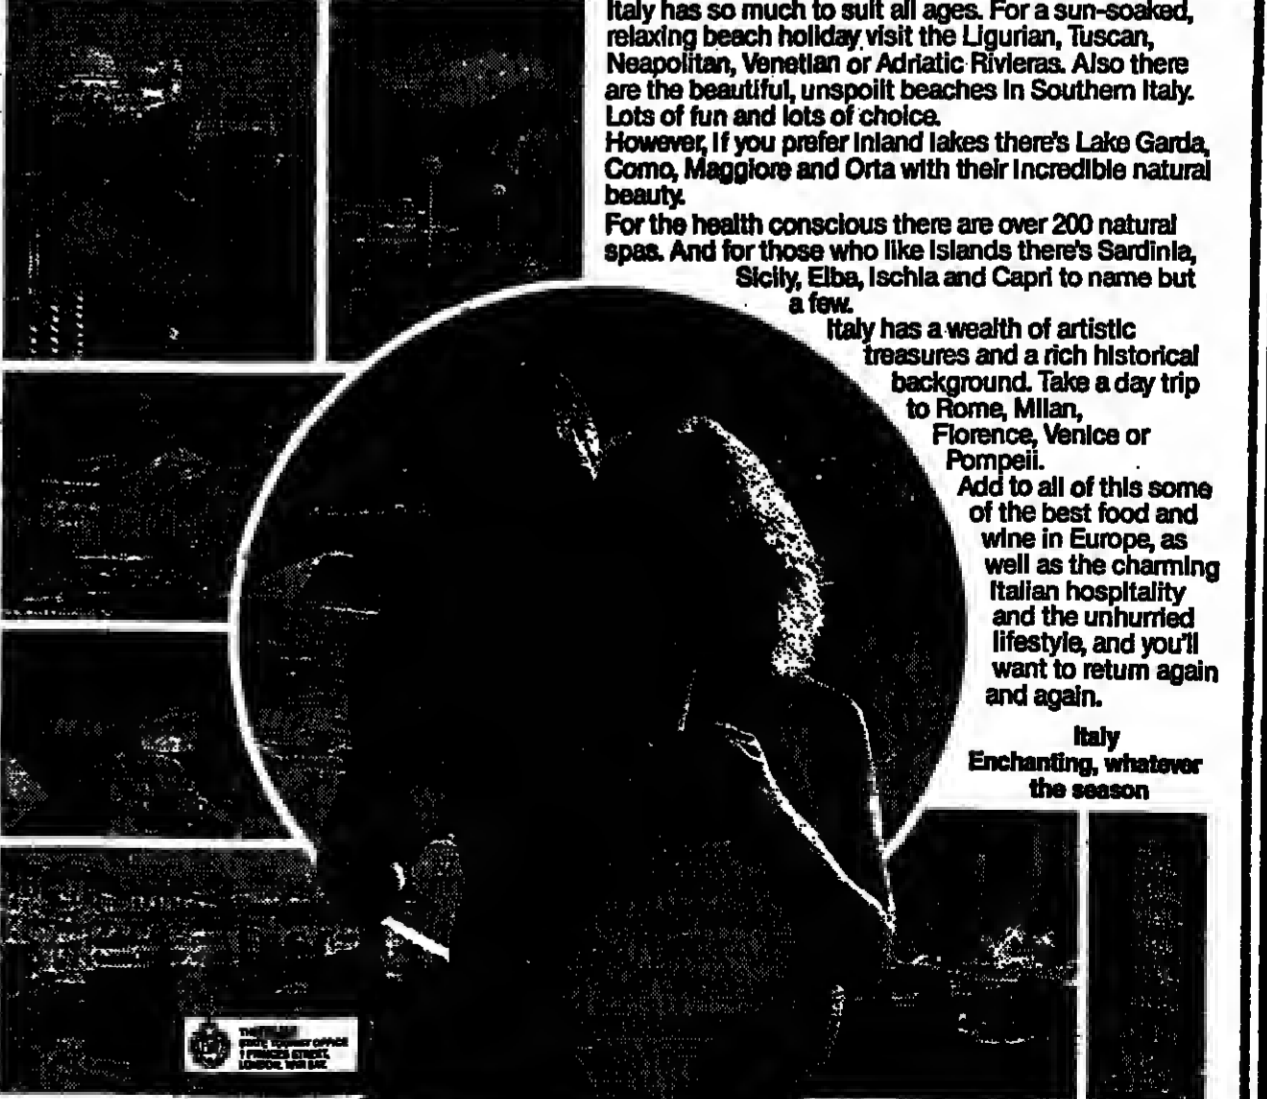 Italy has so much to suit all ages. For a sun-soaked,
relaxing beach holiday visit the Ligurian, Tuscan,
Neapolitan, Venetian or Adriatic Rivieras. Also there
are the beautiful, unspoilt beaches in Southern Italy.
Lots of fun and lots of choice.
However, if you prefer inland lakes there's Lake Garda,
Como, Maggiore and Orta with their incredible natural
beauty.
For the health conscious there are over 200 natural
spas. And for those who like islands there's Sardinia,
Sicily, Elba, Ischia and Capri to name but
a few.
Italy has a wealth of artistic
treasures and a rich historical
background. Take a day trip
to Rome, Milan,
Florence, Venice or
Pompeii.
Add to all of this some
of the best food and
wine in Europe, as
well as the charming
Italian hospitality
and the unhurried
lifestyle, and you'll
want to return again
and again.
Italy
Enchanting, whatever
the season
STATE TOURIST OFFICE
1 PRINCES STREET,
LONDON,